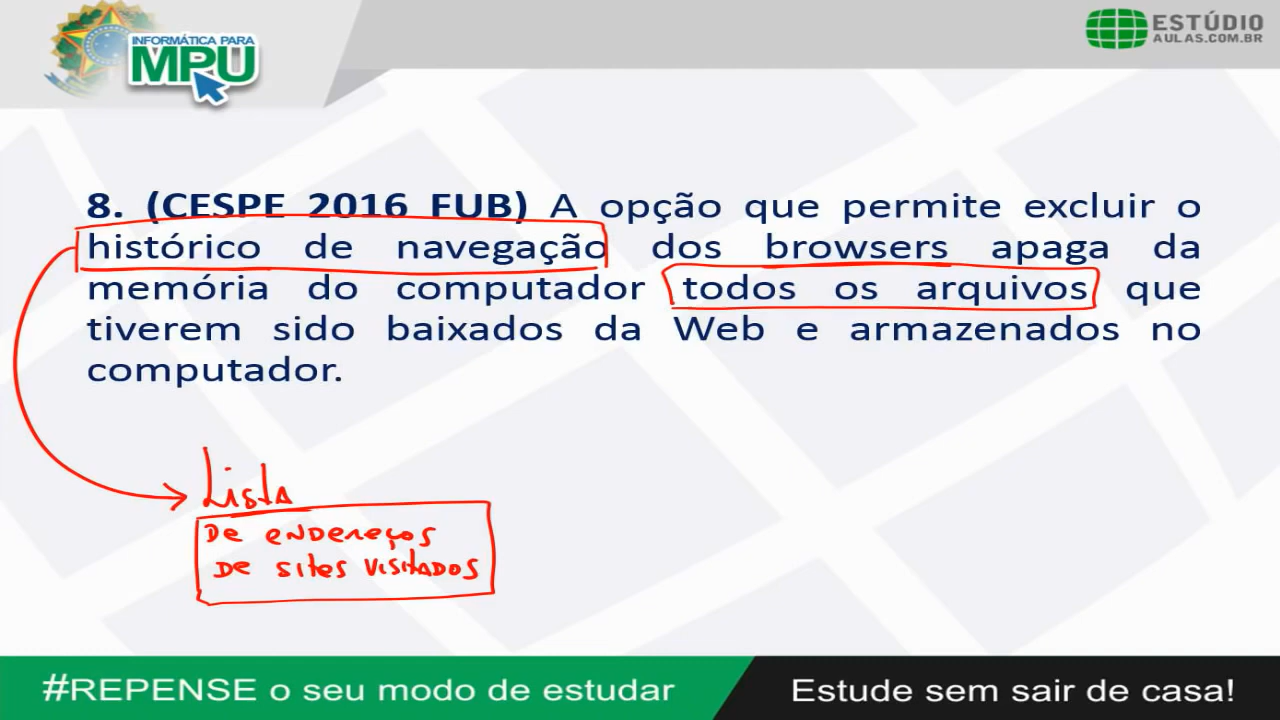 INFORMÁTICA PARA
MPU
ESTÚDIO
AULAS.COM.BR
8. (CESPE 2016 FUB) A opção que permite excluir o
histórico de navegação dos browsers apaga da
memória do computador todos os arquivos que
tiverem sido baixados da Web e armazenados no
computador.
Lista
De endereços
De sites visitados
#REPENSE o seu modo de estudar
Estude sem sair de casa!